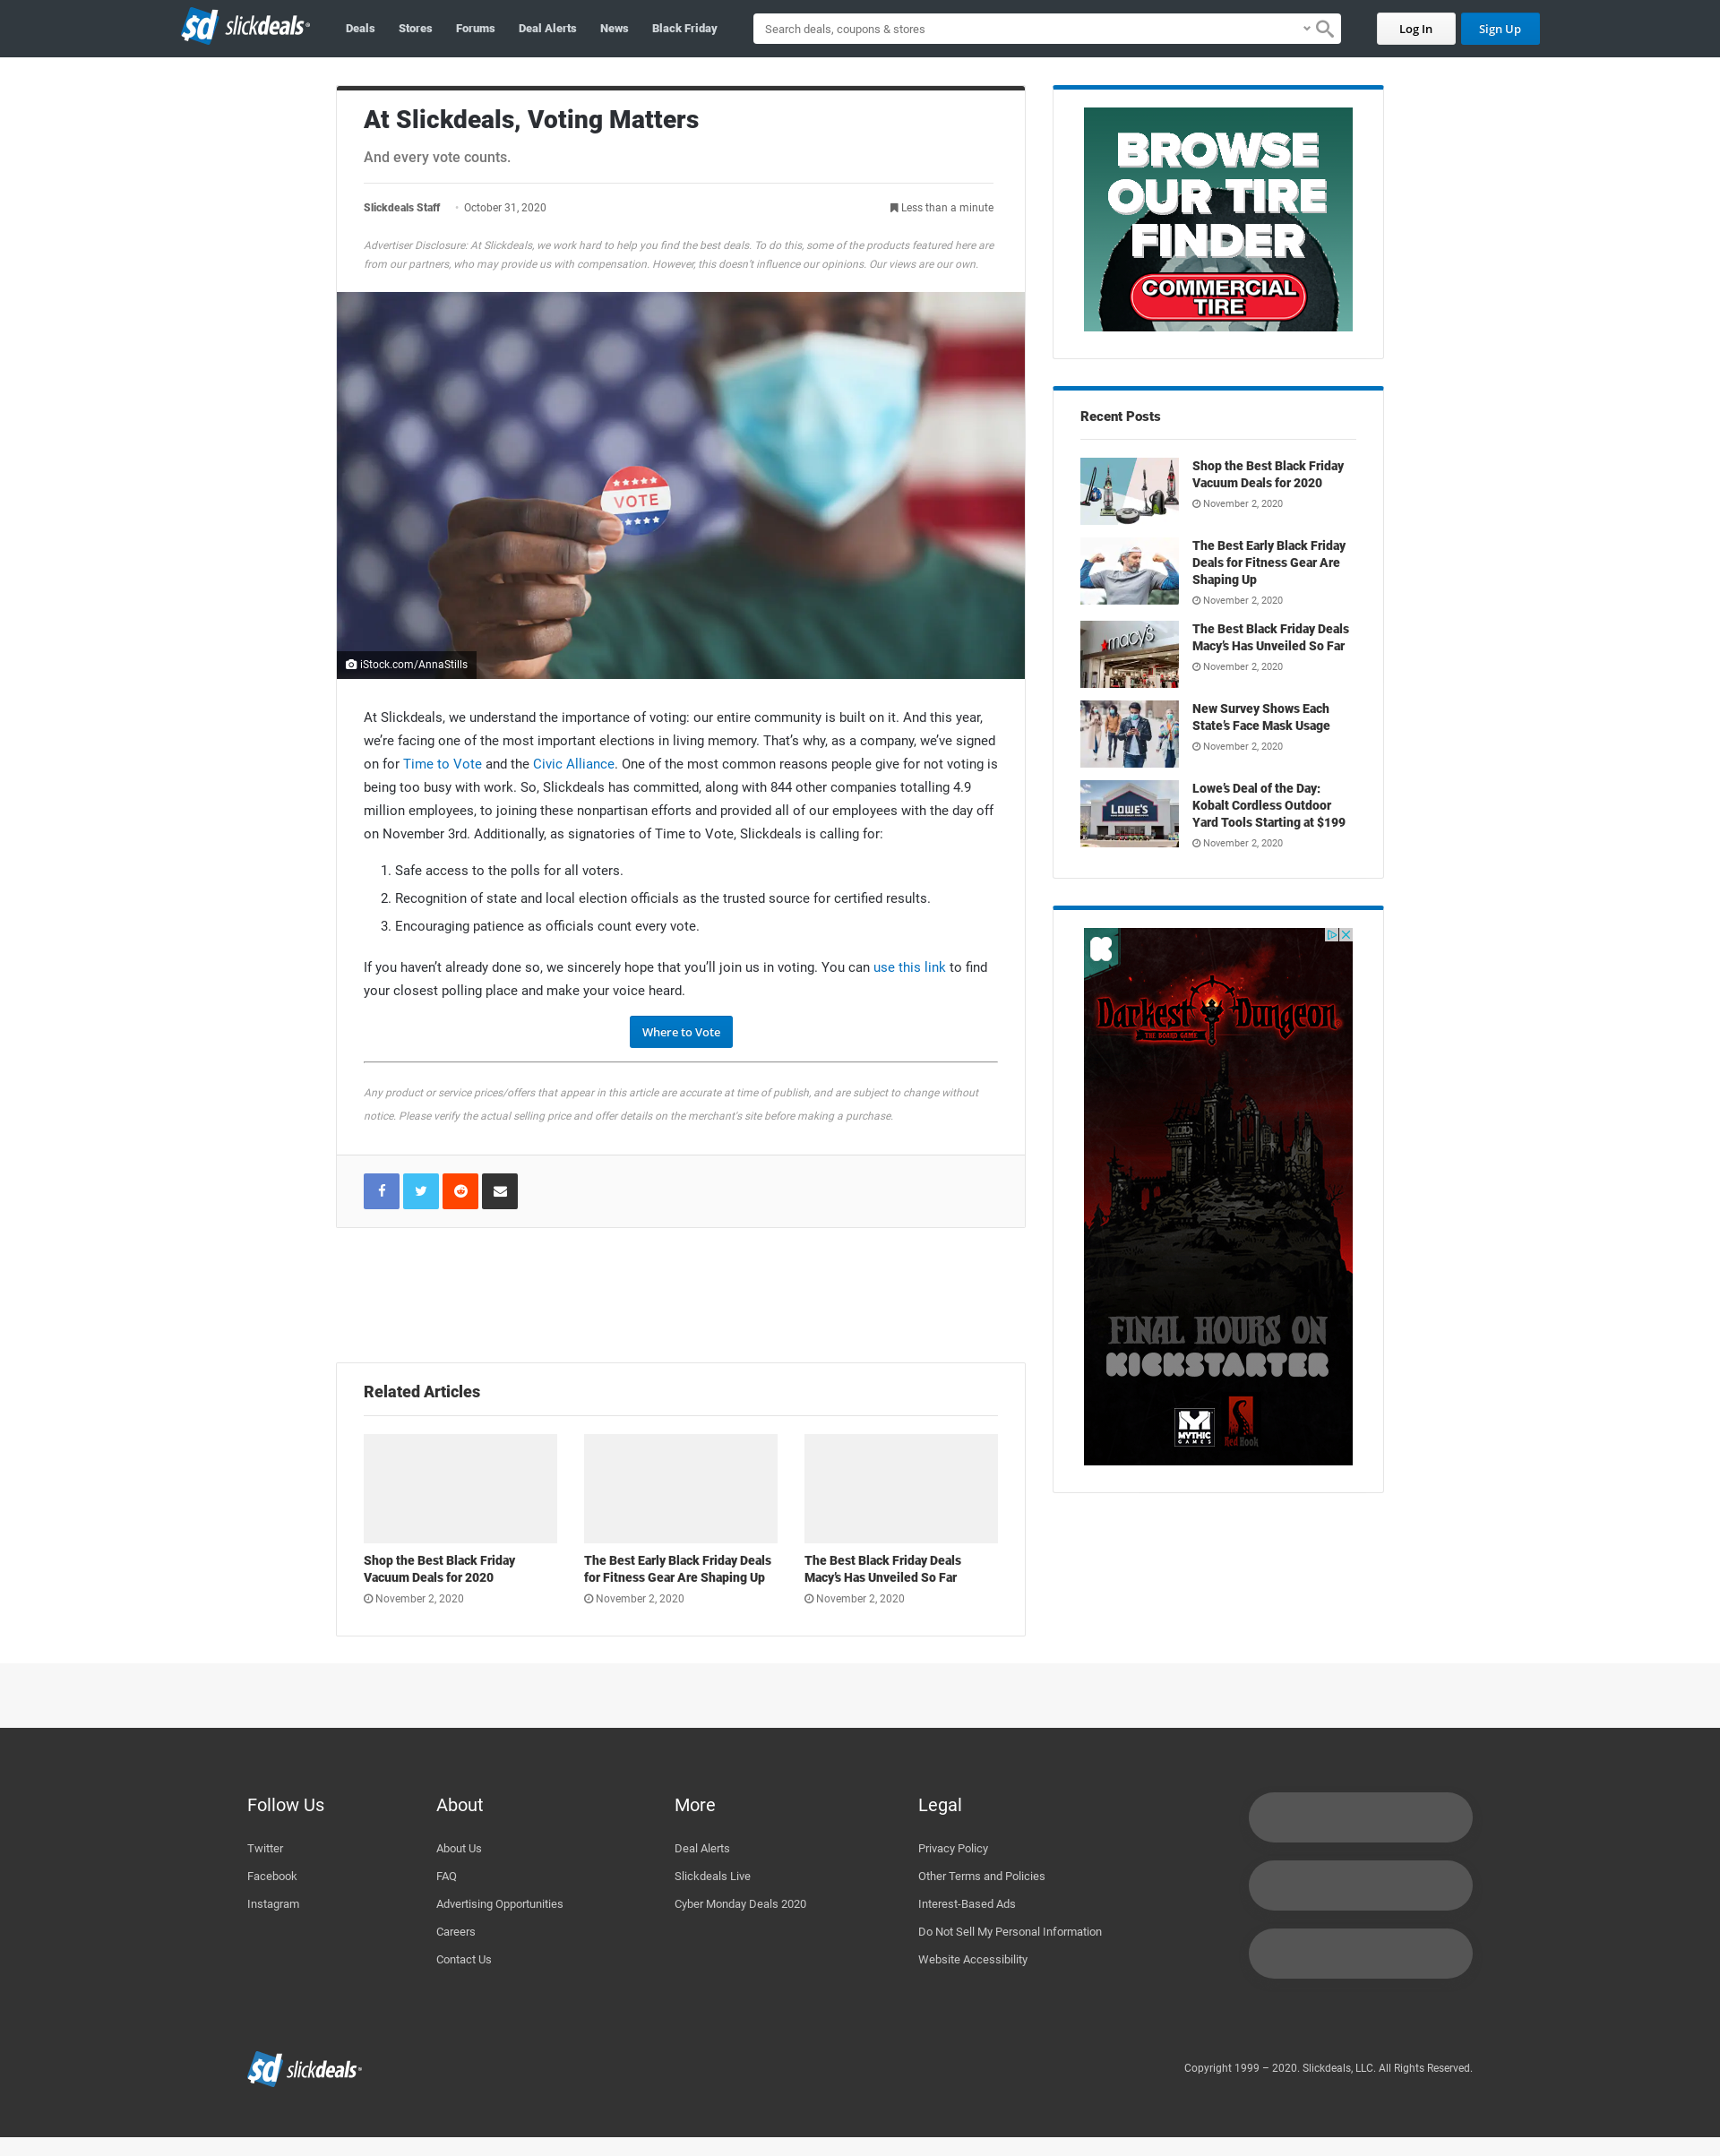 sd slickdeals
Deals
Stores
Forums
Deal Alerts
News
Black Friday
Search deals, coupons & stores
Log In
Sign Up
At Slickdeals, Voting Matters
And every vote counts.
Slickdeals Staff • October 31, 2020
Less than a minute
Advertiser Disclosure: At Slickdeals, we work hard to help you find the best deals. To do this, some of the products featured here are
from our partners, who may provide us with compensation. However, this doesn't influence our opinions. Our views are our own.
VOTE
iStock.com/AnnaStills
At Slickdeals, we understand the importance of voting: our entire community is built on it. And this year,
we're facing one of the most important elections in living memory. That's why, as a company, we've signed
on for Time to Vote and the Civic Alliance. One of the most common reasons people give for not voting is
being too busy with work. So, Slickdeals has committed, along with 844 other companies totalling 4.9
million employees, to joining these nonpartisan efforts and provided all of our employees with the day off
on November 3rd. Additionally, as signatories of Time to Vote, Slickdeals is calling for:
1. Safe access to the polls for all voters.
2. Recognition of state and local election officials as the trusted source for certified results.
3. Encouraging patience as officials count every vote.
If you haven't already done so, we sincerely hope that you'll join us in voting. You can use this link to find
your closest polling place and make your voice heard.
Where to Vote
Any product or service prices/offers that appear in this article are accurate at time of publish, and are subject to change without
notice. Please verify the actual selling price and offer details on the merchant's site before making a purchase.
BROWSE
OUR TIRE
FINDER
COMMERCIAL
TIRE
Recent Posts
Shop the Best Black Friday
Vacuum Deals for 2020
November 2, 2020
The Best Early Black Friday
Deals for Fitness Gear Are
Shaping Up
November 2, 2020
macy's
The Best Black Friday Deals
Macy's Has Unveiled So Far
November 2, 2020
New Survey Shows Each
State's Face Mask Usage
November 2, 2020
LOWE'S
Lowe's Deal of the Day:
Kobalt Cordless Outdoor
Yard Tools Starting at $199
November 2, 2020
K
Darkest Dungeon
THE BOARD GAME
FINAL HOURS ON
KICKSTARTER
MYTHIC
GAMES
Red Hook
Related Articles
Shop the Best Black Friday
Vacuum Deals for 2020
November 2, 2020
The Best Early Black Friday Deals
for Fitness Gear Are Shaping Up
November 2, 2020
The Best Black Friday Deals
Macy's Has Unveiled So Far
November 2, 2020
Follow Us
Twitter
Facebook
Instagram
About
About Us
FAQ
Advertising Opportunities
Careers
Contact Us
More
Deal Alerts
Slickdeals Live
Cyber Monday Deals 2020
Legal
Privacy Policy
Other Terms and Policies
Interest-Based Ads
Do Not Sell My Personal Information
Website Accessibility
sd slickdeals
Copyright 1999 – 2020. Slickdeals, LLC. All Rights Reserved.